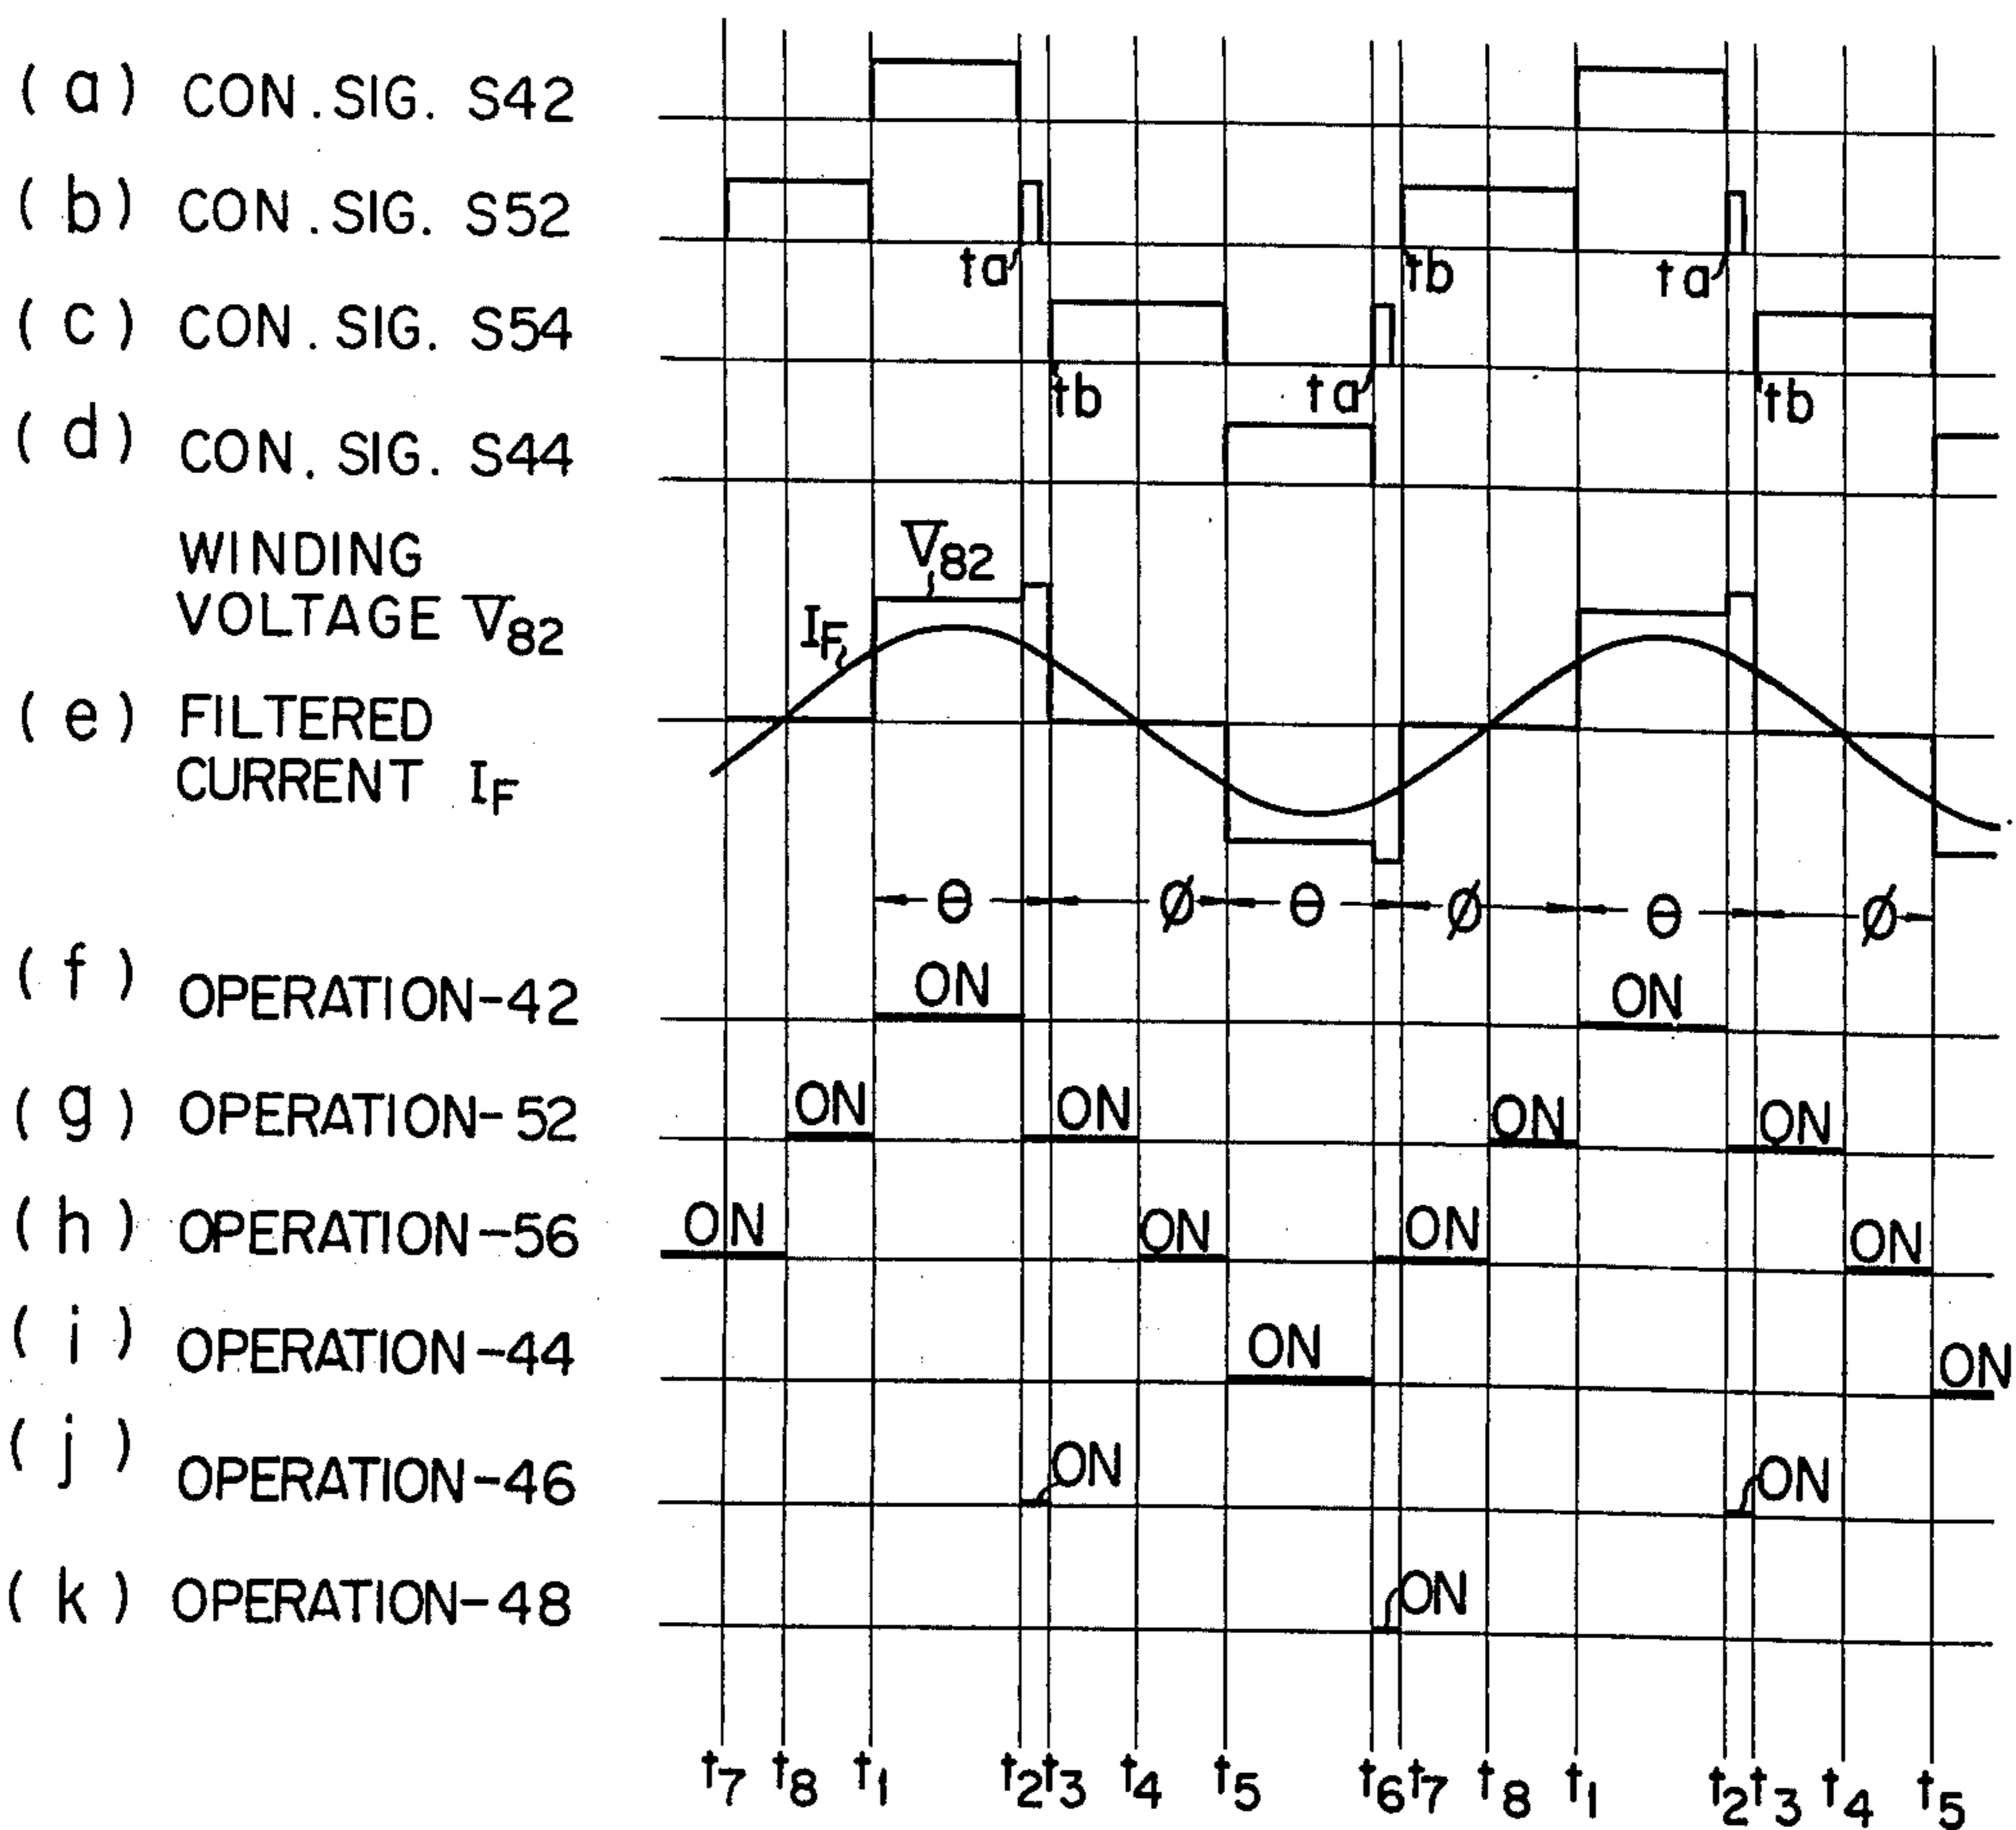 (a) CON.SIG. S42
(b) CON.SIG. S52
ta
tb
ta
(c) CON.SIG. S54
tb
ta
tb
(d) CON.SIG. S44
WINDING
VOLTAGE V82
V82
IF
(e) FILTERED
CURRENT IF
θ
ø
θ
ø
θ
ø
(f) OPERATION-42
ON
ON
(g) OPERATION-52
ON
ON
ON
ON
(h) OPERATION-56
ON
ON
ON
ON
(i) OPERATION-44
ON
ON
(j) OPERATION-46
ON
ON
(k) OPERATION-48
ON
t7 t8 t1 t2 t3 t4 t5 t6 t7 t8 t1 t2 t3 t4 t5